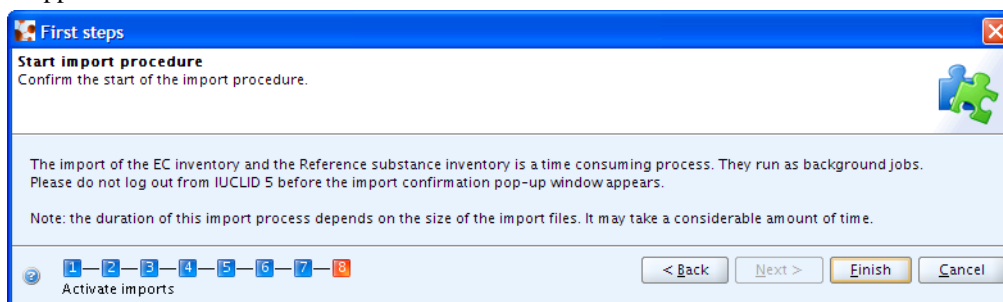 First steps
Start import procedure
Confirm the start of the import procedure.
The import of the EC inventory and the Reference substance inventory is a time consuming process. They run as background jobs.
Please do not log out from IUCLID 5 before the import confirmation pop-up window appears.
Note: the duration of this import process depends on the size of the import files. It may take a considerable amount of time.
1 2 3 4 5 6 7 8
Activate imports
< Back Next > Finish Cancel